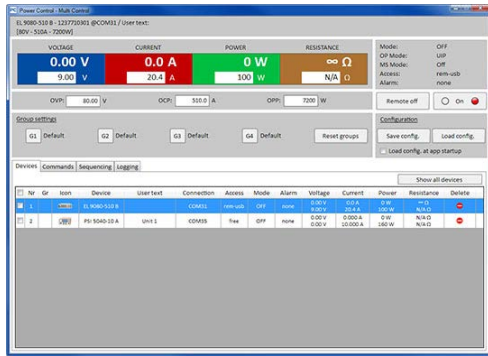 Power Control - Multi Control
EL 9080-510 B - 1237710301 @COM31 / User text:
[80V - 510A - 7200W]
VOLTAGE CURRENT POWER RESISTANCE
0.00 V 0.0 A 0 W ∞ Ω
9.00 V 20.4 A 100 W N/A Ω
Mode: OFF
OP Mode: UIP
MS Mode: Off
Access: rem-usb
Alarm: none
OVP: 80.00 V OCP: 510.0 A OPP: 7200 W
Remote off On
Group settings
G1 Default G2 Default G3 Default G4 Default Reset groups
Configuration
Save config. Load config.
Load config. at app startup
Devices Commands Sequencing Logging
Show all devices
Nr Gr Icon Device User text Connection Access Mode Alarm Voltage Current Power Resistance Delete
1 EL 9080-510 B COM31 rem-usb OFF none 0.00 V 0.0 A 0 W ∞ Ω
9.00 V 20.4 A 100 W N/A Ω
2 PSI 5040-10 A Unit 1 COM35 free OFF none 0.00 V 0.000 A 0 W N/A Ω
0.00 V 10.000 A 160 W N/A Ω